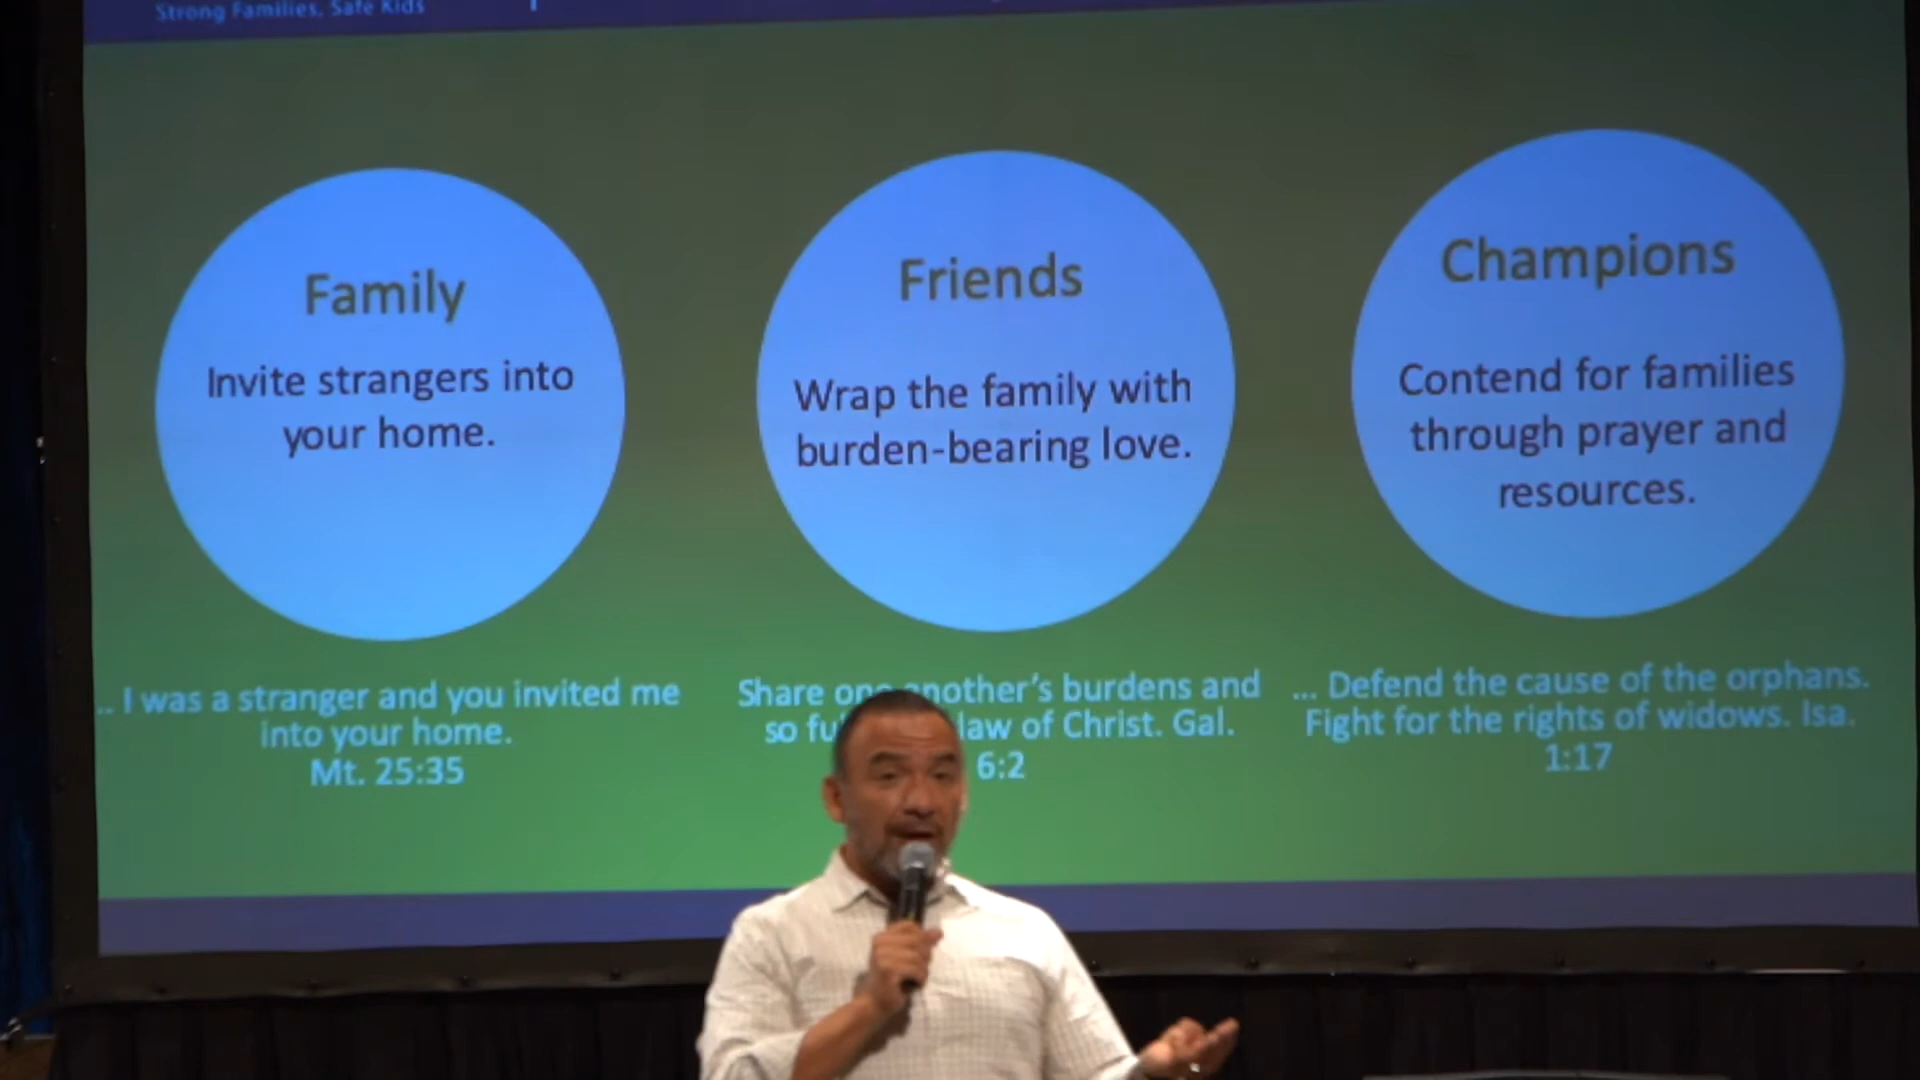 Strong Families. Safe Kids
Family
Invite strangers into
your home.
.. I was a stranger and you invited me
into your home.
Mt. 25:35
Friends
Wrap the family with
burden-bearing love.
Share one another's burdens and
so law of Christ. Gal.
6:2
Champions
Contend for families
through prayer and
resources.
... Defend the cause of the orphans.
Fight for the rights of widows. Isa.
1:17